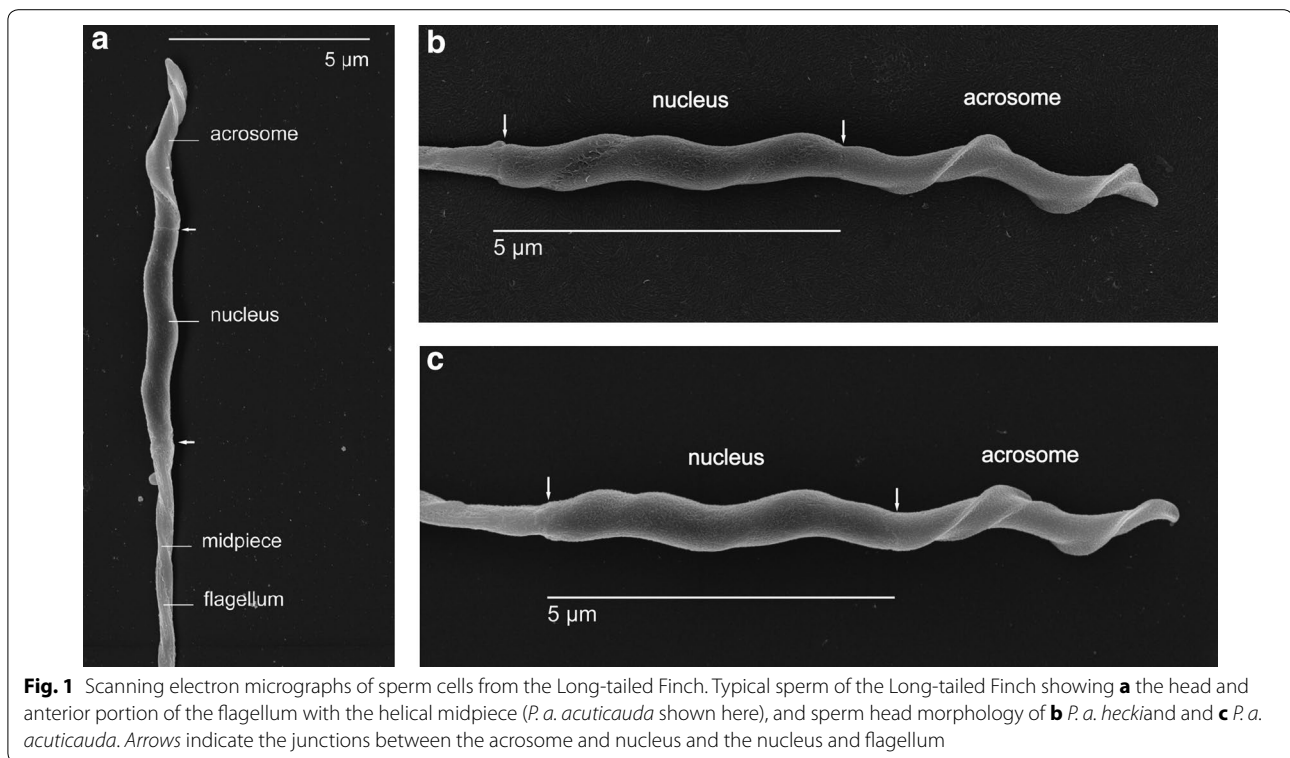 a
5 µm
acrosome
nucleus
midpiece
flagellum
b
nucleus
acrosome
5 µm
c
nucleus
acrosome
5 µm
Fig. 1 Scanning electron micrographs of sperm cells from the Long-tailed Finch. Typical sperm of the Long-tailed Finch showing a the head and
anterior portion of the flagellum with the helical midpiece (P. a. acuticauda shown here), and sperm head morphology of b P. a. heckiand and c P. a.
acuticauda. Arrows indicate the junctions between the acrosome and nucleus and the nucleus and flagellum